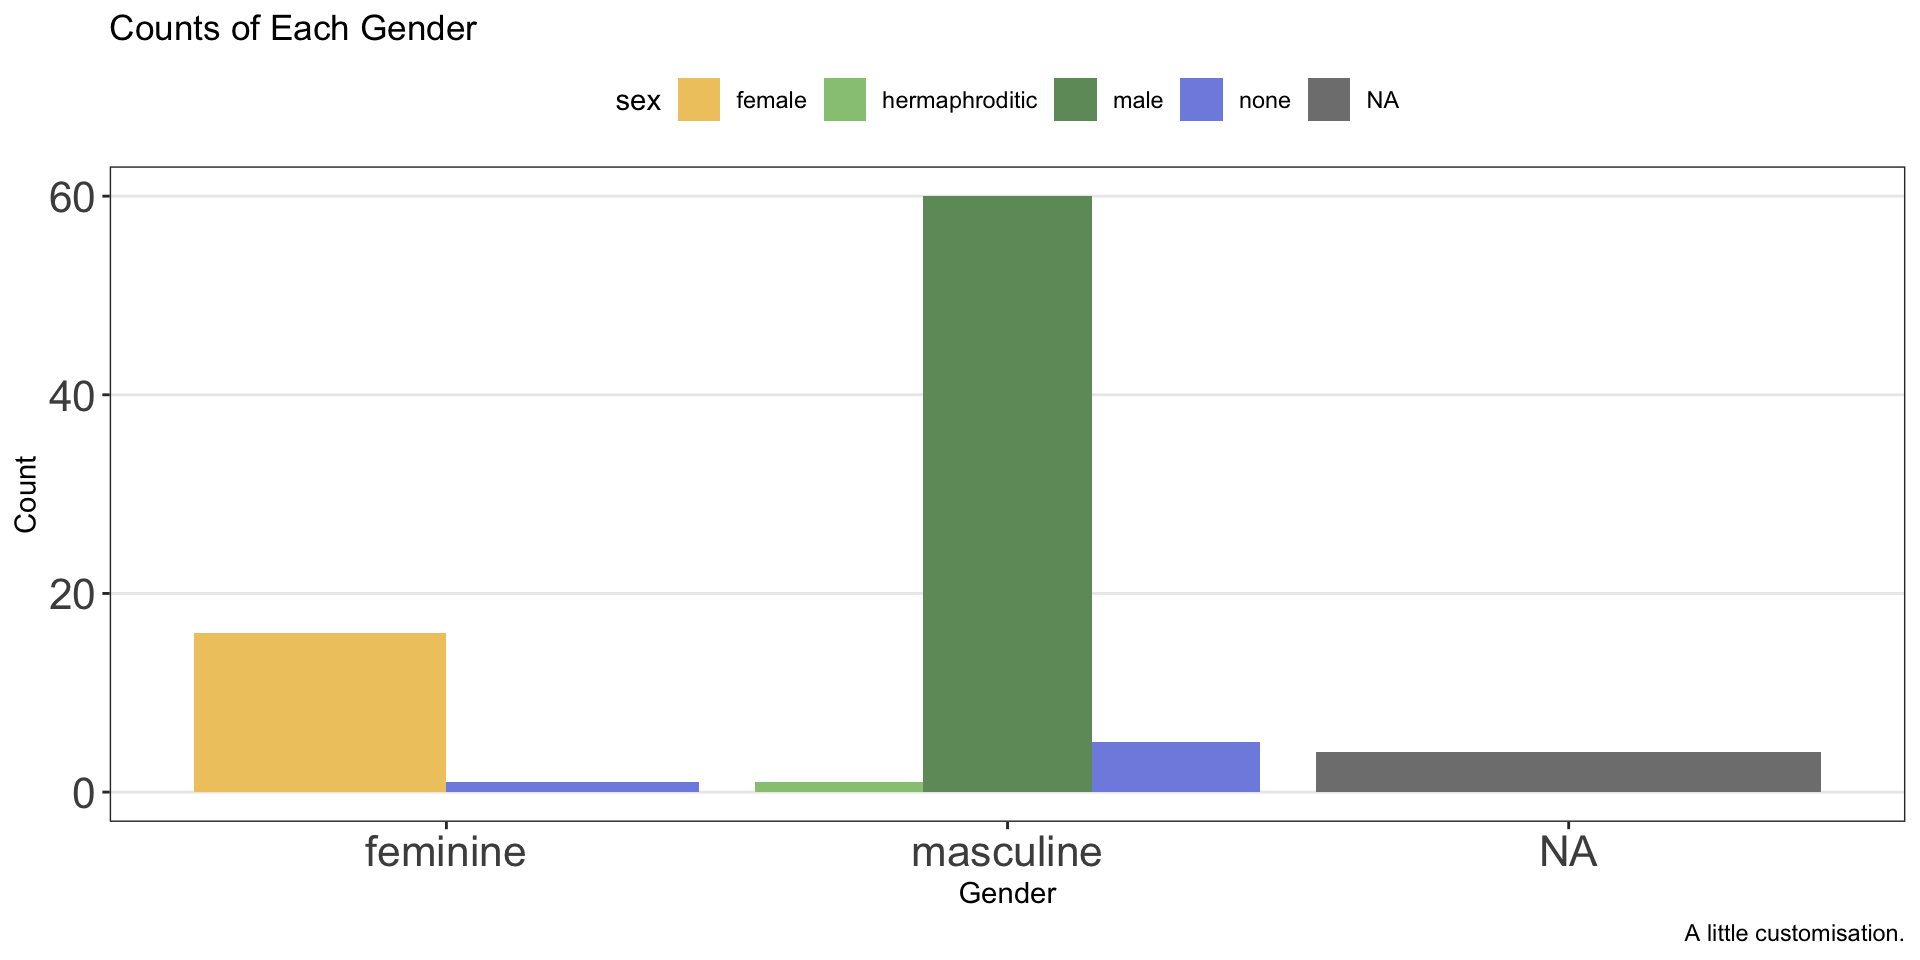 Counts of Each Gender
sex female hermaphroditic male none NA
60
40
20
0
Count
feminine masculine NA
Gender
A little customisation.